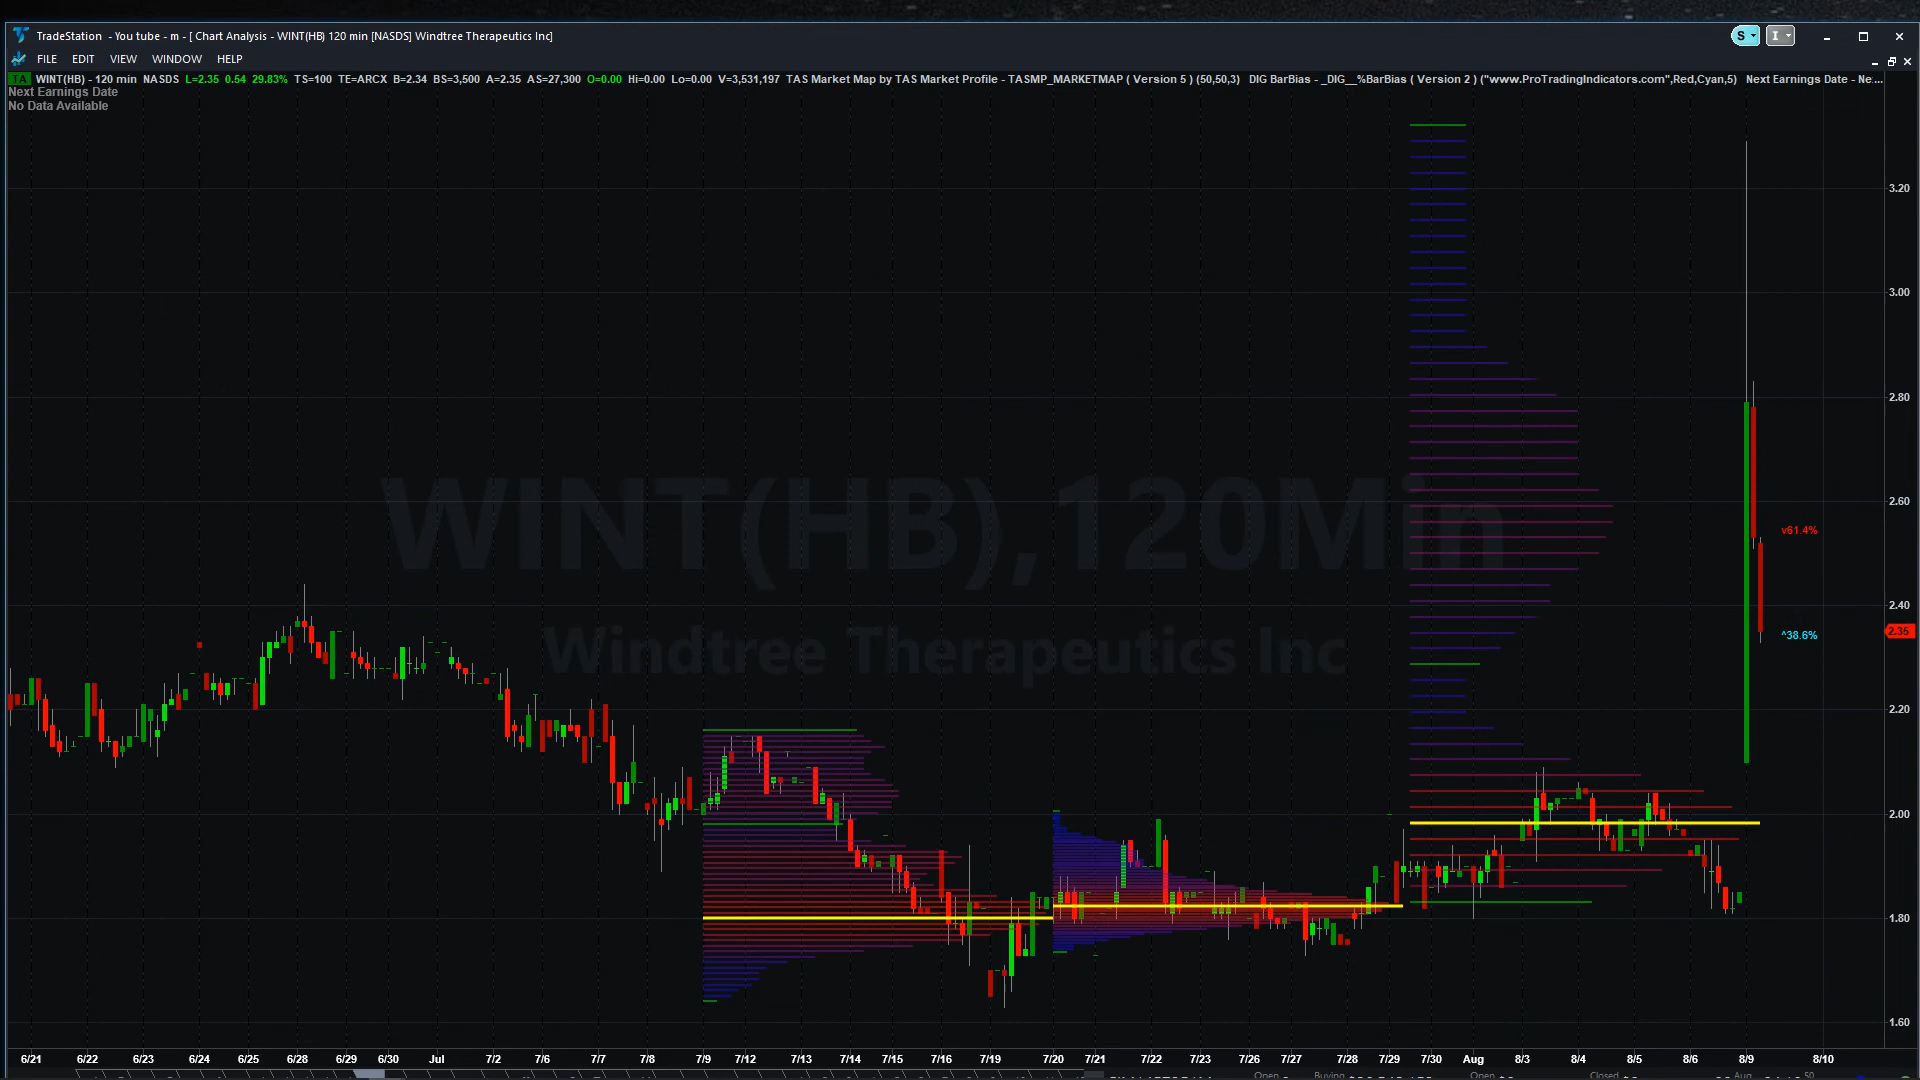 TradeStation - You tube - m - [ Chart Analysis - WINT(HB) 120 min [NASDS] Windtree Therapeutics Inc]
S
I
FILE EDIT VIEW WINDOW HELP
TA WINT(HB) - 120 min NASDS L=2.35 0.54 29.83% TS=100 TE=ARCX B=2.34 BS=3,500 A=2.35 AS=27,300 O=0.00 Hi=0.00 Lo=0.00 V=3,531,197 TAS Market Map by TAS Market Profile - TASMP_MARKETMAP ( Version 5 ) (50,50,3) DIG BarBias - _DIG__%BarBias ( Version 2 ) ("www.ProTradingIndicators.com",Red,Cyan,5) Next Earnings Date - Ne...
Next Earnings Date
No Data Available
3.20
3.00
2.80
WINT(HB),120Min
2.60
v61.4%
2.40
Windtree Therapeutics Inc
2.35
^38.6%
2.20
2.00
1.80
1.60
6/21 6/22 6/23 6/24 6/25 6/28 6/29 6/30 Jul 7/2 7/6 7/7 7/8 7/9 7/12 7/13 7/14 7/15 7/16 7/19 7/20 7/21 7/22 7/23 7/26 7/27 7/28 7/29 7/30 Aug 8/3 8/4 8/5 8/6 8/9 8/10